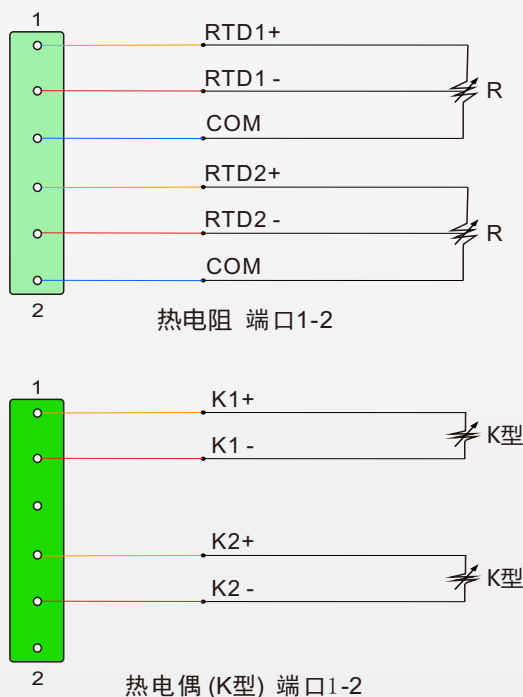 1
RTD1+
RTD1 -
R
COM
RTD2+
RTD2 -
R
COM
2
热电阻 端口1-2
1
K1+
K1 -
K型
K2+
K2 -
K型
2
热电偶 (K型) 端口1-2